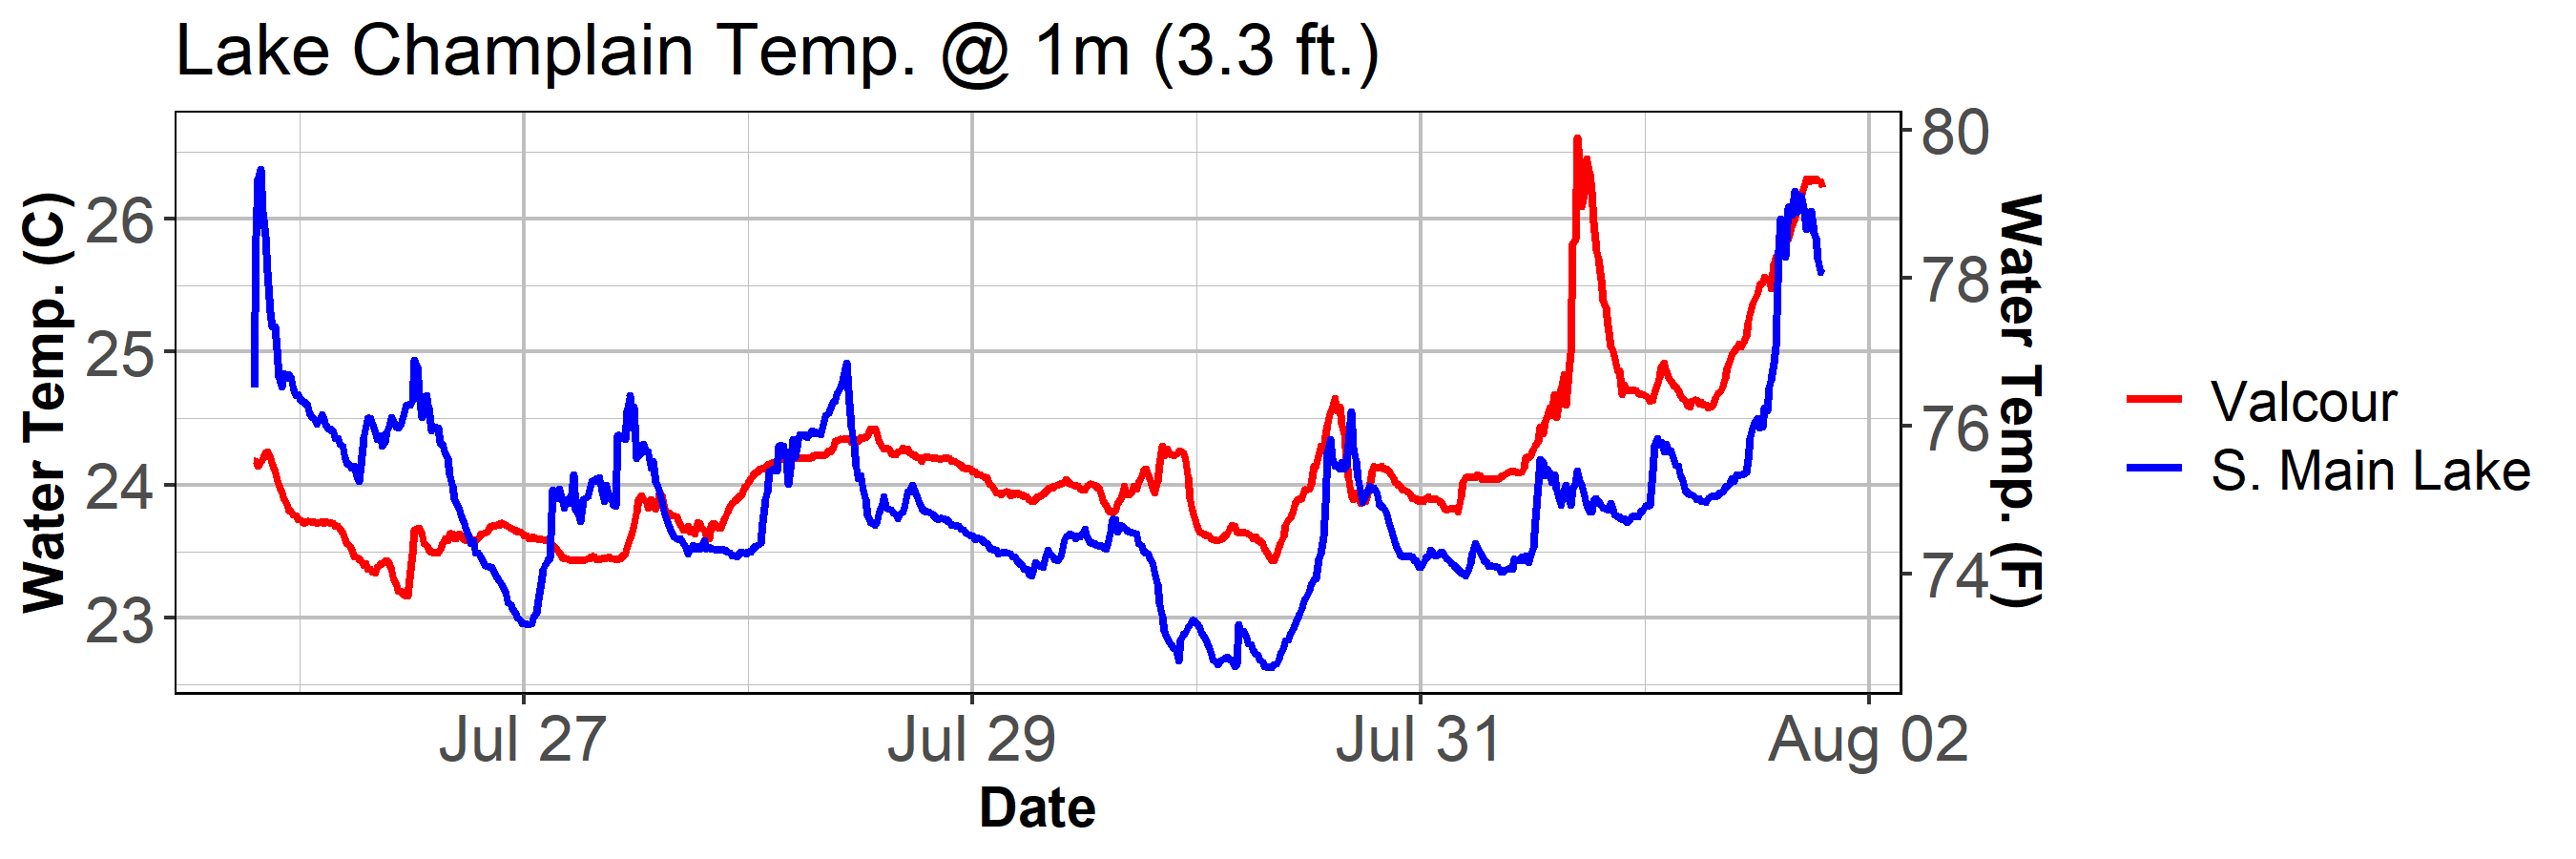 Lake Champlain Temp. @ 1m (3.3 ft.)
Water Temp. (C)
26
25
24
23
80
78
76
74
Water Temp. (F)
Jul 27
Jul 29
Jul 31
Aug 02
Date
Valcour
S. Main Lake